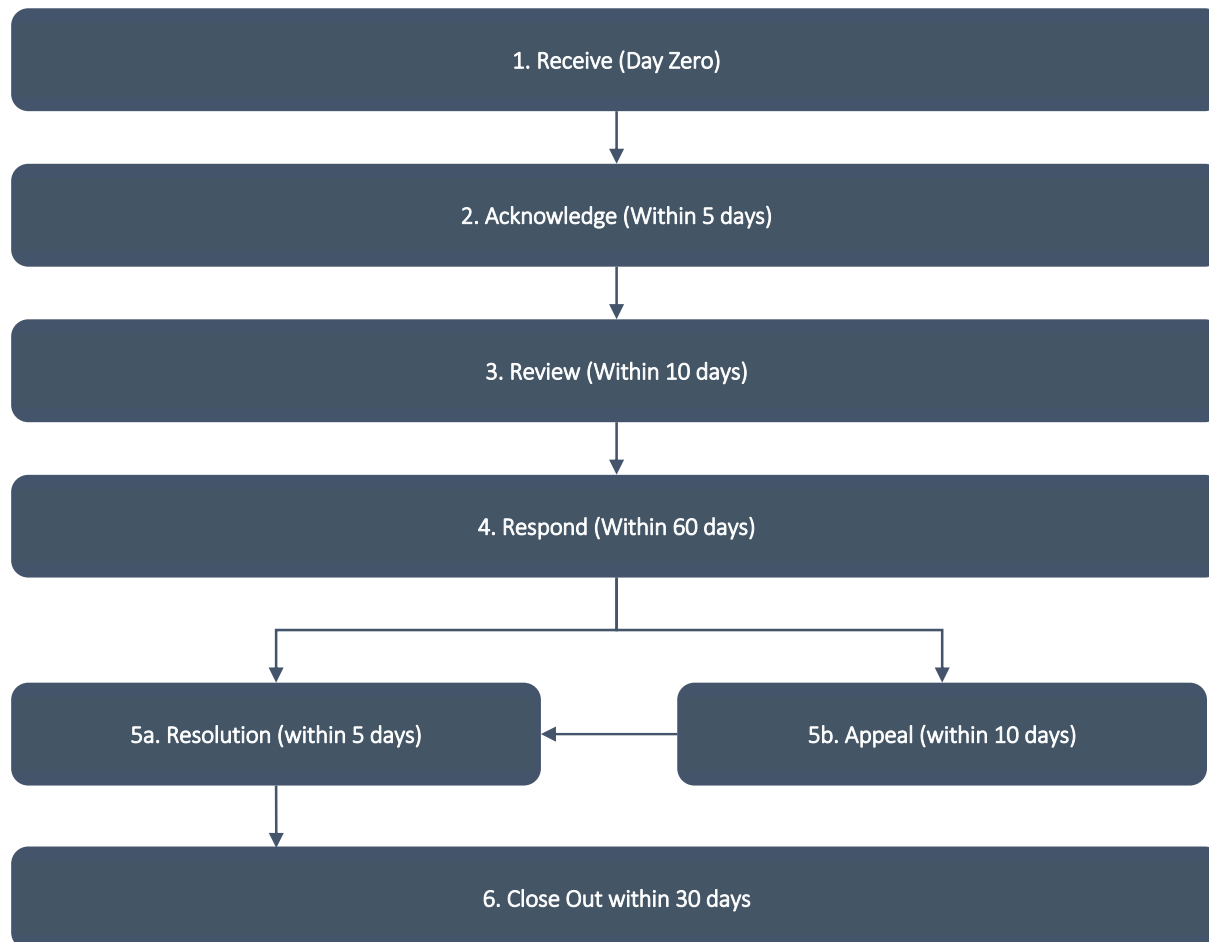 1. Receive (Day Zero)
2. Acknowledge (Within 5 days)
3. Review (Within 10 days)
4. Respond (Within 60 days)
5a. Resolution (within 5 days)
5b. Appeal (within 10 days)
6. Close Out within 30 days